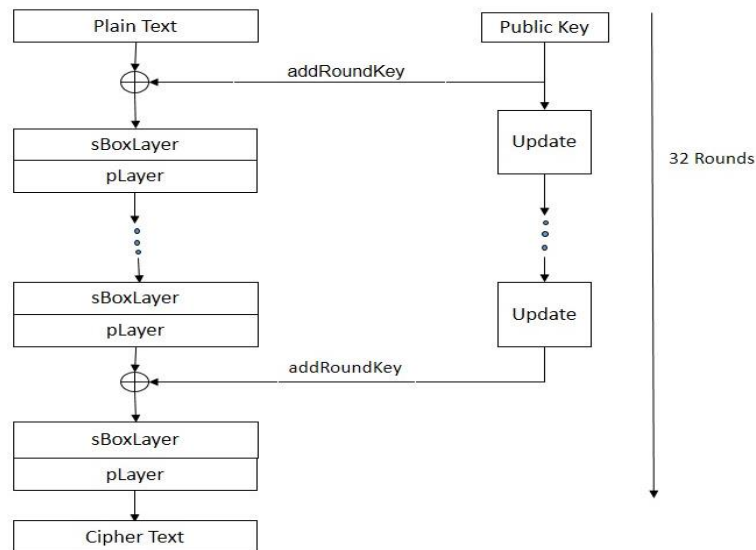 Plain Text
Public Key
addRoundKey
sBoxLayer
pLayer
Update
32 Rounds
sBoxLayer
pLayer
Update
addRoundKey
sBoxLayer
pLayer
Cipher Text